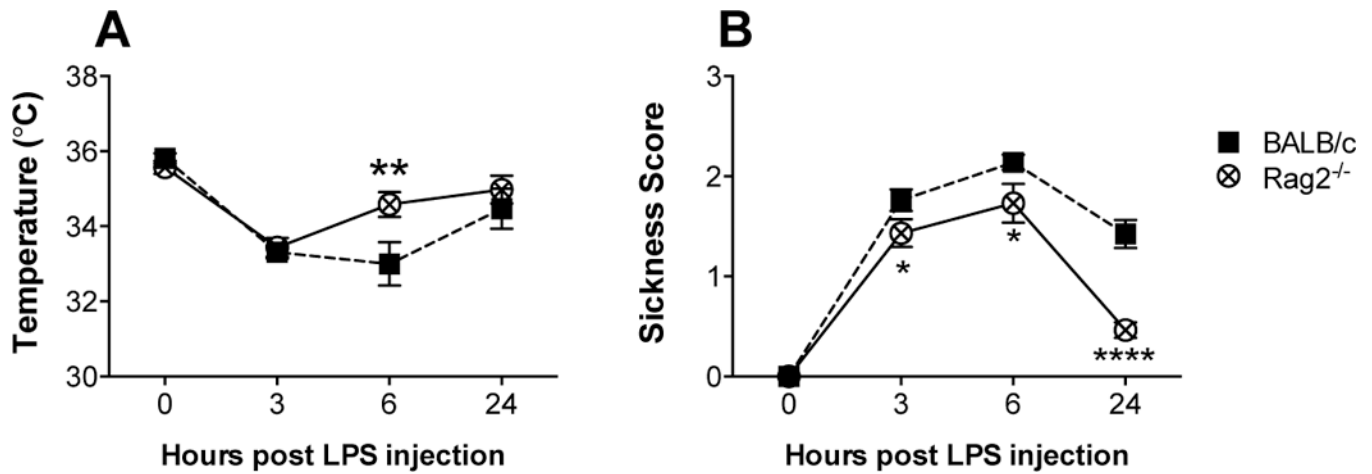 A
Temperature (°C)
38
36
34
32
30
**
0 3 6 24
Hours post LPS injection
B
Sickness Score
3
2
1
0
*
*
****
0 3 6 24
Hours post LPS injection
BALB/c
Rag2-/-